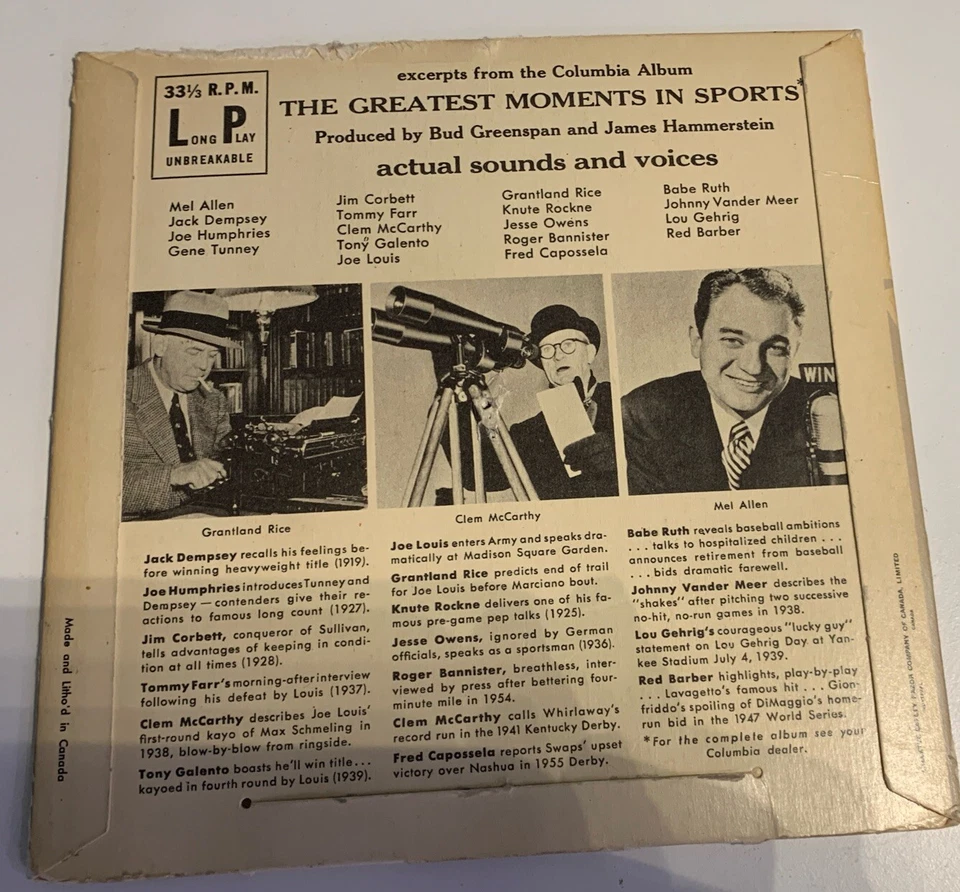 33⅓ R.P.M.
LONG PLAY
UNBREAKABLE
excerpts from the Columbia Album
THE GREATEST MOMENTS IN SPORTS*
Produced by Bud Greenspan and James Hammerstein
actual sounds and voices
Mel Allen
Jack Dempsey
Joe Humphries
Gene Tunney
Jim Corbett
Tommy Farr
Clem McCarthy
Tony Galento
Joe Louis
Grantland Rice
Knute Rockne
Jesse Owens
Roger Bannister
Fred Capossela
Babe Ruth
Johnny Vander Meer
Lou Gehrig
Red Barber
WIN
Grantland Rice
Clem McCarthy
Mel Allen
Jack Dempsey recalls his feelings be-
fore winning heavyweight title (1919).
Joe Humphries introduces Tunney and
Dempsey — contenders give their re-
actions to famous long count (1927).
Jim Corbett, conqueror of Sullivan,
tells advantages of keeping in condi-
tion at all times (1928).
Tommy Farr's morning-after interview
following his defeat by Louis (1937).
Clem McCarthy describes Joe Louis'
first-round kayo of Max Schmeling in
1938, blow-by-blow from ringside.
Tony Galento boasts he'll win title...
kayoed in fourth round by Louis (1939).
Joe Louis enters Army and speaks dra-
matically at Madison Square Garden.
Grantland Rice predicts end of trail
for Joe Louis before Marciano bout.
Knute Rockne delivers one of his fa-
mous pre-game pep talks (1925).
Jesse Owens, ignored by German
officials, speaks as a sportsman (1936).
Roger Bannister, breathless, inter-
viewed by press after bettering four-
minute mile in 1954.
Clem McCarthy calls Whirlaway's
record run in the 1941 Kentucky Derby.
Fred Capossela reports Swaps' upset
victory over Nashua in 1955 Derby.
Babe Ruth reveals baseball ambitions
. . . talks to hospitalized children . . .
announces retirement from baseball
. . . bids dramatic farewell.
Johnny Vander Meer describes the
"shakes" after pitching two successive
no-hit, no-run games in 1938.
Lou Gehrig's courageous "lucky guy"
statement on Lou Gehrig Day at Yan-
kee Stadium July 4, 1939.
Red Barber highlights, play-by-play
. . . Lavagetto's famous hit . . . Gion-
friddo's spoiling of DiMaggio's home-
run bid in the 1947 World Series.
*For the complete album see your
Columbia dealer.
Made and Litho'd in Canada
COMPANY OF CANADA, LIMITED